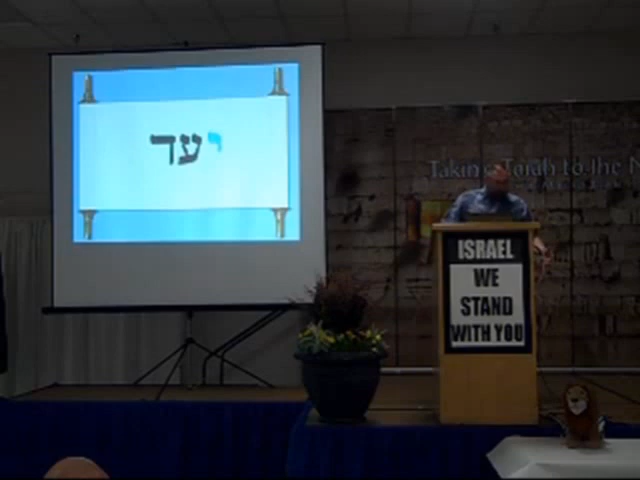 יעד
Taking Torah to the
ISRAEL
WE
STAND
WITH YOU